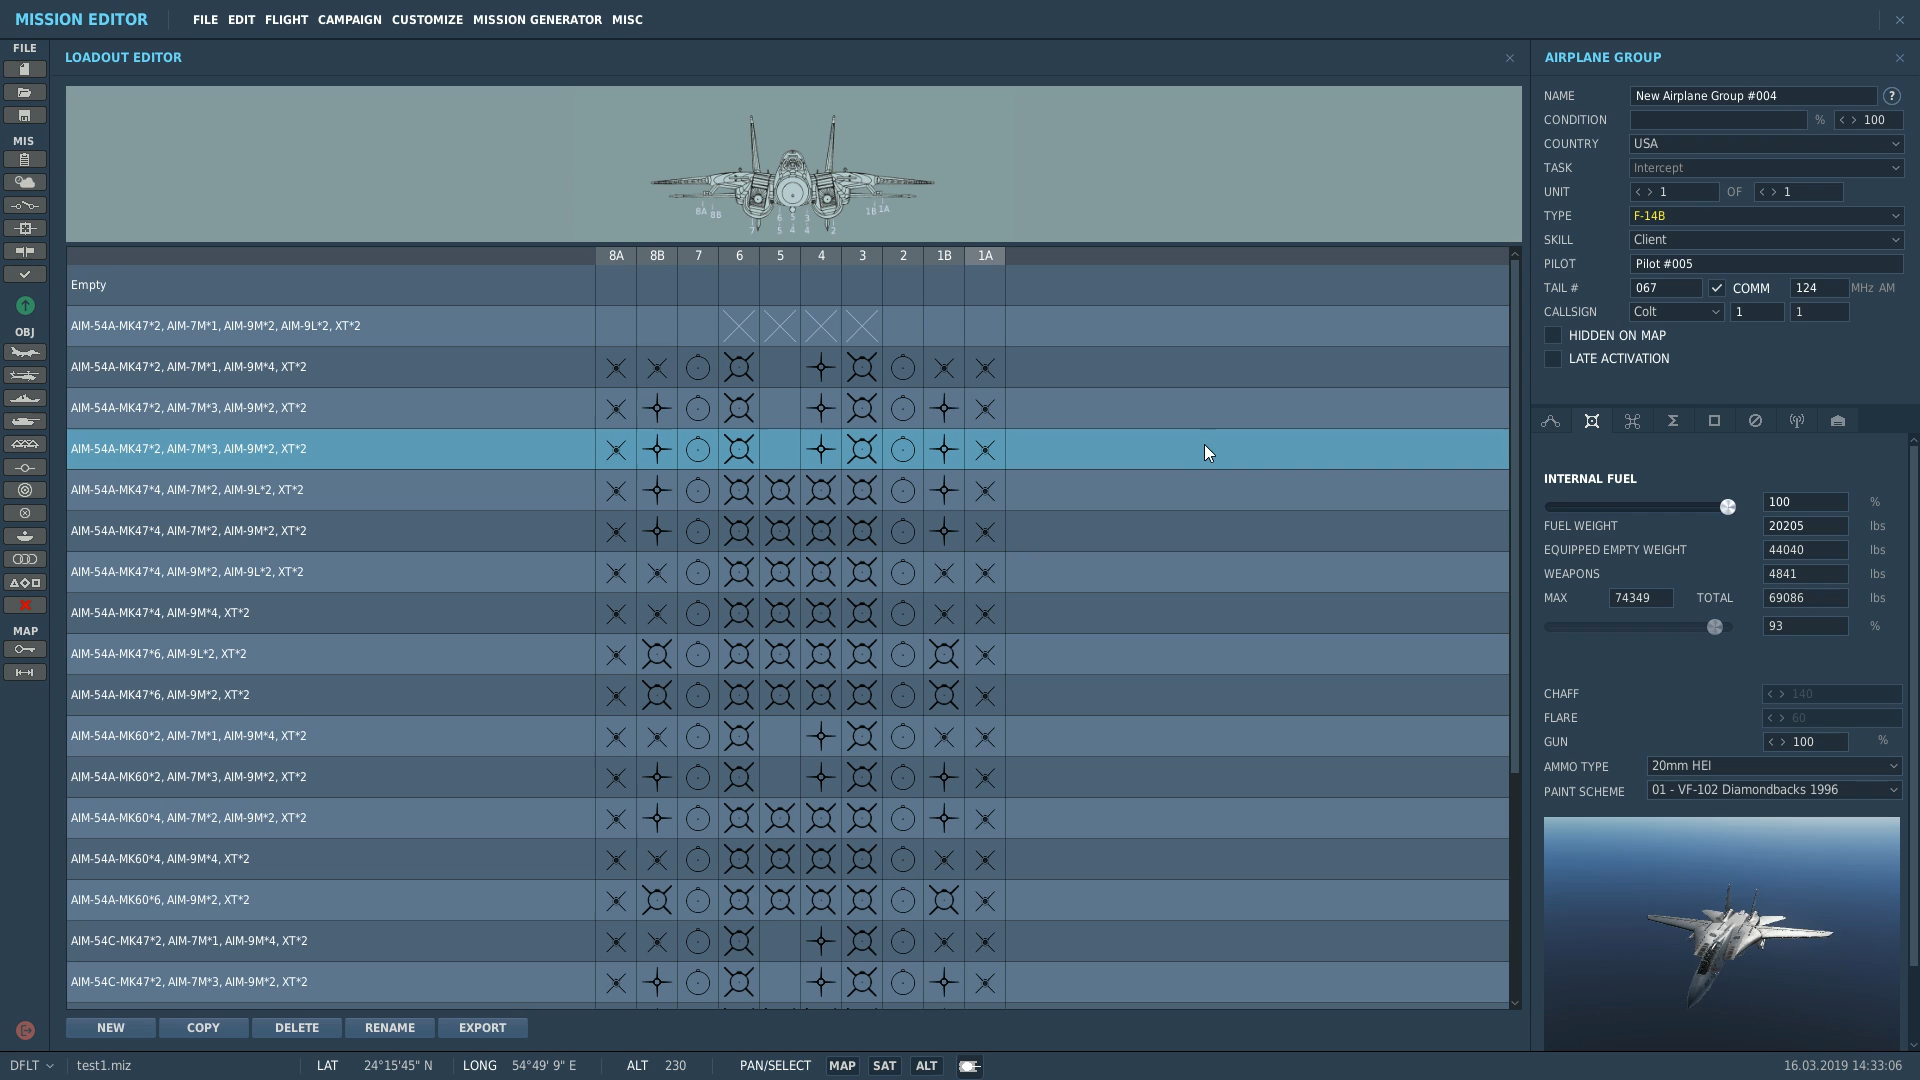 MISSION EDITOR FILE EDIT FLIGHT CAMPAIGN CUSTOMIZE MISSION GENERATOR MISC
FILE
MIS
OBJ
MAP
LOADOUT EDITOR
8A 8B 7 6 5 5 4 3 4 2 1B 1A
8A 8B 7 6 5 4 3 2 1B 1A
Empty
AIM-54A-MK47*2, AIM-7M*1, AIM-9M*2, AIM-9L*2, XT*2
AIM-54A-MK47*2, AIM-7M*1, AIM-9M*4, XT*2
AIM-54A-MK47*2, AIM-7M*3, AIM-9M*2, XT*2
AIM-54A-MK47*2, AIM-7M*3, AIM-9M*2, XT*2
AIM-54A-MK47*4, AIM-7M*2, AIM-9L*2, XT*2
AIM-54A-MK47*4, AIM-7M*2, AIM-9M*2, XT*2
AIM-54A-MK47*4, AIM-9M*2, AIM-9L*2, XT*2
AIM-54A-MK47*4, AIM-9M*4, XT*2
AIM-54A-MK47*6, AIM-9L*2, XT*2
AIM-54A-MK47*6, AIM-9M*2, XT*2
AIM-54A-MK60*2, AIM-7M*1, AIM-9M*4, XT*2
AIM-54A-MK60*2, AIM-7M*3, AIM-9M*2, XT*2
AIM-54A-MK60*4, AIM-7M*2, AIM-9M*2, XT*2
AIM-54A-MK60*4, AIM-9M*4, XT*2
AIM-54A-MK60*6, AIM-9M*2, XT*2
AIM-54C-MK47*2, AIM-7M*1, AIM-9M*4, XT*2
AIM-54C-MK47*2, AIM-7M*3, AIM-9M*2, XT*2
NEW COPY DELETE RENAME EXPORT
AIRPLANE GROUP
NAME New Airplane Group #004 ?
CONDITION % < > 100
COUNTRY USA
TASK Intercept
UNIT < > 1 OF < > 1
TYPE F-14B
SKILL Client
PILOT Pilot #005
TAIL # 067 COMM 124 MHz AM
CALLSIGN Colt 1 1
HIDDEN ON MAP
LATE ACTIVATION
INTERNAL FUEL
100 %
FUEL WEIGHT 20205 lbs
EQUIPPED EMPTY WEIGHT 44040 lbs
WEAPONS 4841 lbs
MAX 74349 TOTAL 69086 lbs
93 %
CHAFF < > 140
FLARE < > 60
GUN < > 100 %
AMMO TYPE 20mm HEI
PAINT SCHEME 01 - VF-102 Diamondbacks 1996
DFLT test1.miz LAT 24°15'45" N LONG 54°49' 9" E ALT 230 PAN/SELECT MAP SAT ALT 16.03.2019 14:33:06